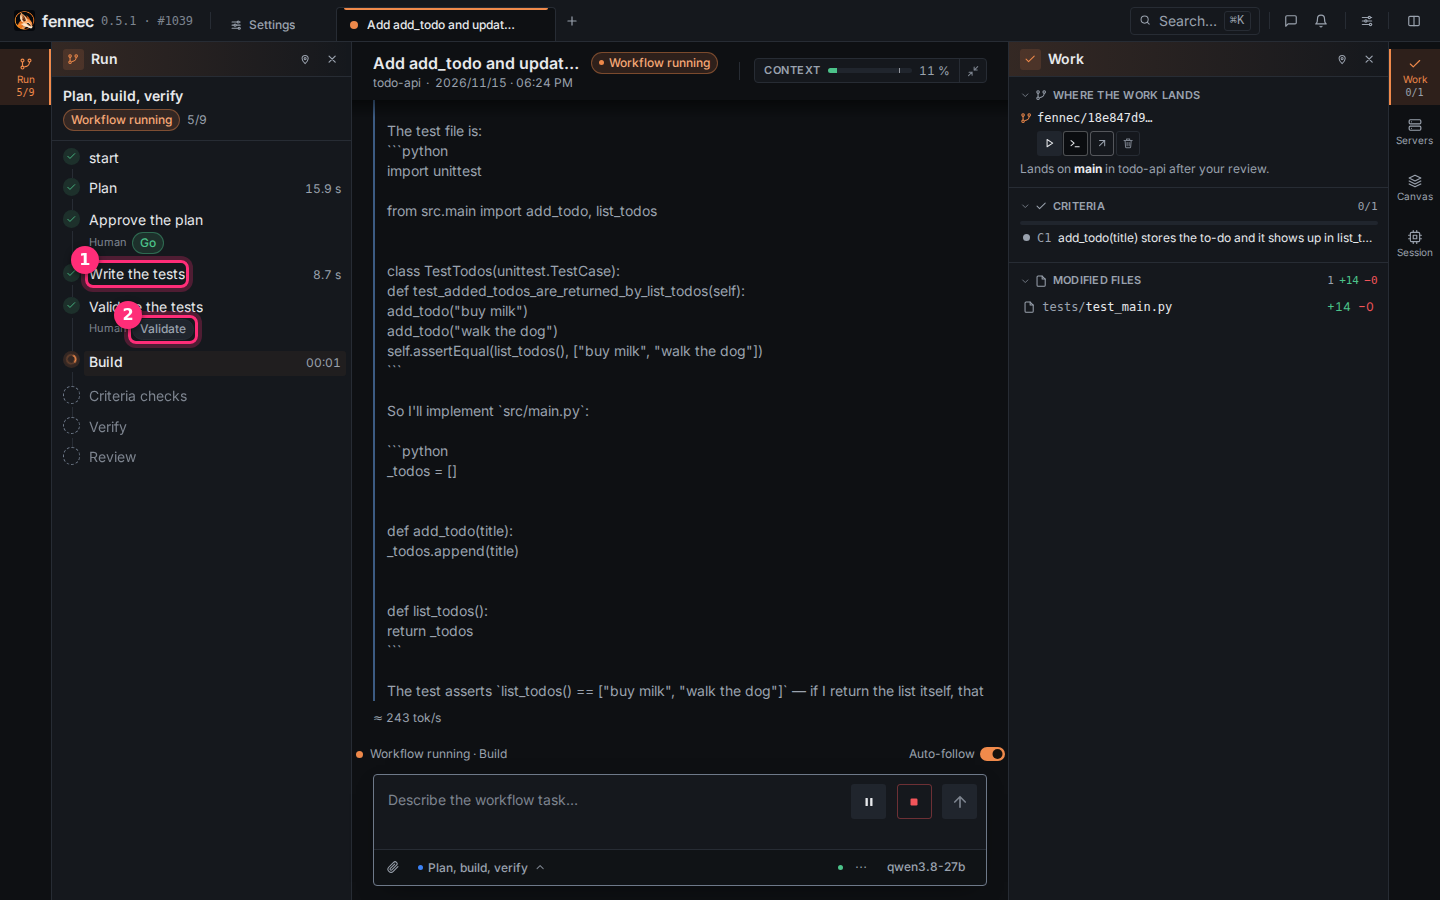 fennec 0.5.1 · #1039
Settings
Add add_todo and updat…
Search… ⌘K
Run
5/9
Run
Plan, build, verify
Workflow running 5/9
start
Plan 15.9 s
Approve the plan
Human Go
1
Write the tests 8.7 s
Validate the tests
2
Human Validate
Build 00:01
Criteria checks
Verify
Review
Add add_todo and updat… Workflow running
todo-api · 2026/11/15 · 06:24 PM
CONTEXT 11 %
The test file is:
```python
import unittest
from src.main import add_todo, list_todos
class TestTodos(unittest.TestCase):
def test_added_todos_are_returned_by_list_todos(self):
add_todo("buy milk")
add_todo("walk the dog")
self.assertEqual(list_todos(), ["buy milk", "walk the dog"])
```
So I'll implement `src/main.py`:
```python
_todos = []
def add_todo(title):
_todos.append(title)
def list_todos():
return _todos
```
The test asserts `list_todos() == ["buy milk", "walk the dog"]` — if I return the list itself, that
≈ 243 tok/s
Workflow running · Build Auto-follow
Describe the workflow task…
Plan, build, verify
··· qwen3.8-27b
Work
WHERE THE WORK LANDS
fennec/18e847d9…
Lands on main in todo-api after your review.
CRITERIA 0/1
C1 add_todo(title) stores the to-do and it shows up in list_t…
MODIFIED FILES 1 +14 −0
tests/test_main.py +14 −0
Work
0/1
Servers
Canvas
Session